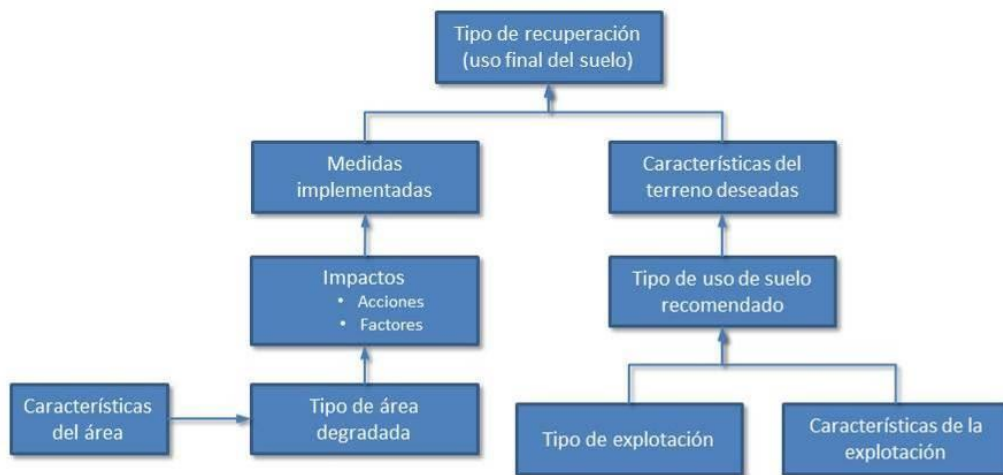 Tipo de recuperación
(uso final del suelo)
Medidas
implementadas
Características del
terreno deseadas
Impactos
• Acciones
• Factores
Tipo de uso de suelo
recomendado
Características
del área
Tipo de área
degradada
Tipo de explotación
Características de la
explotación